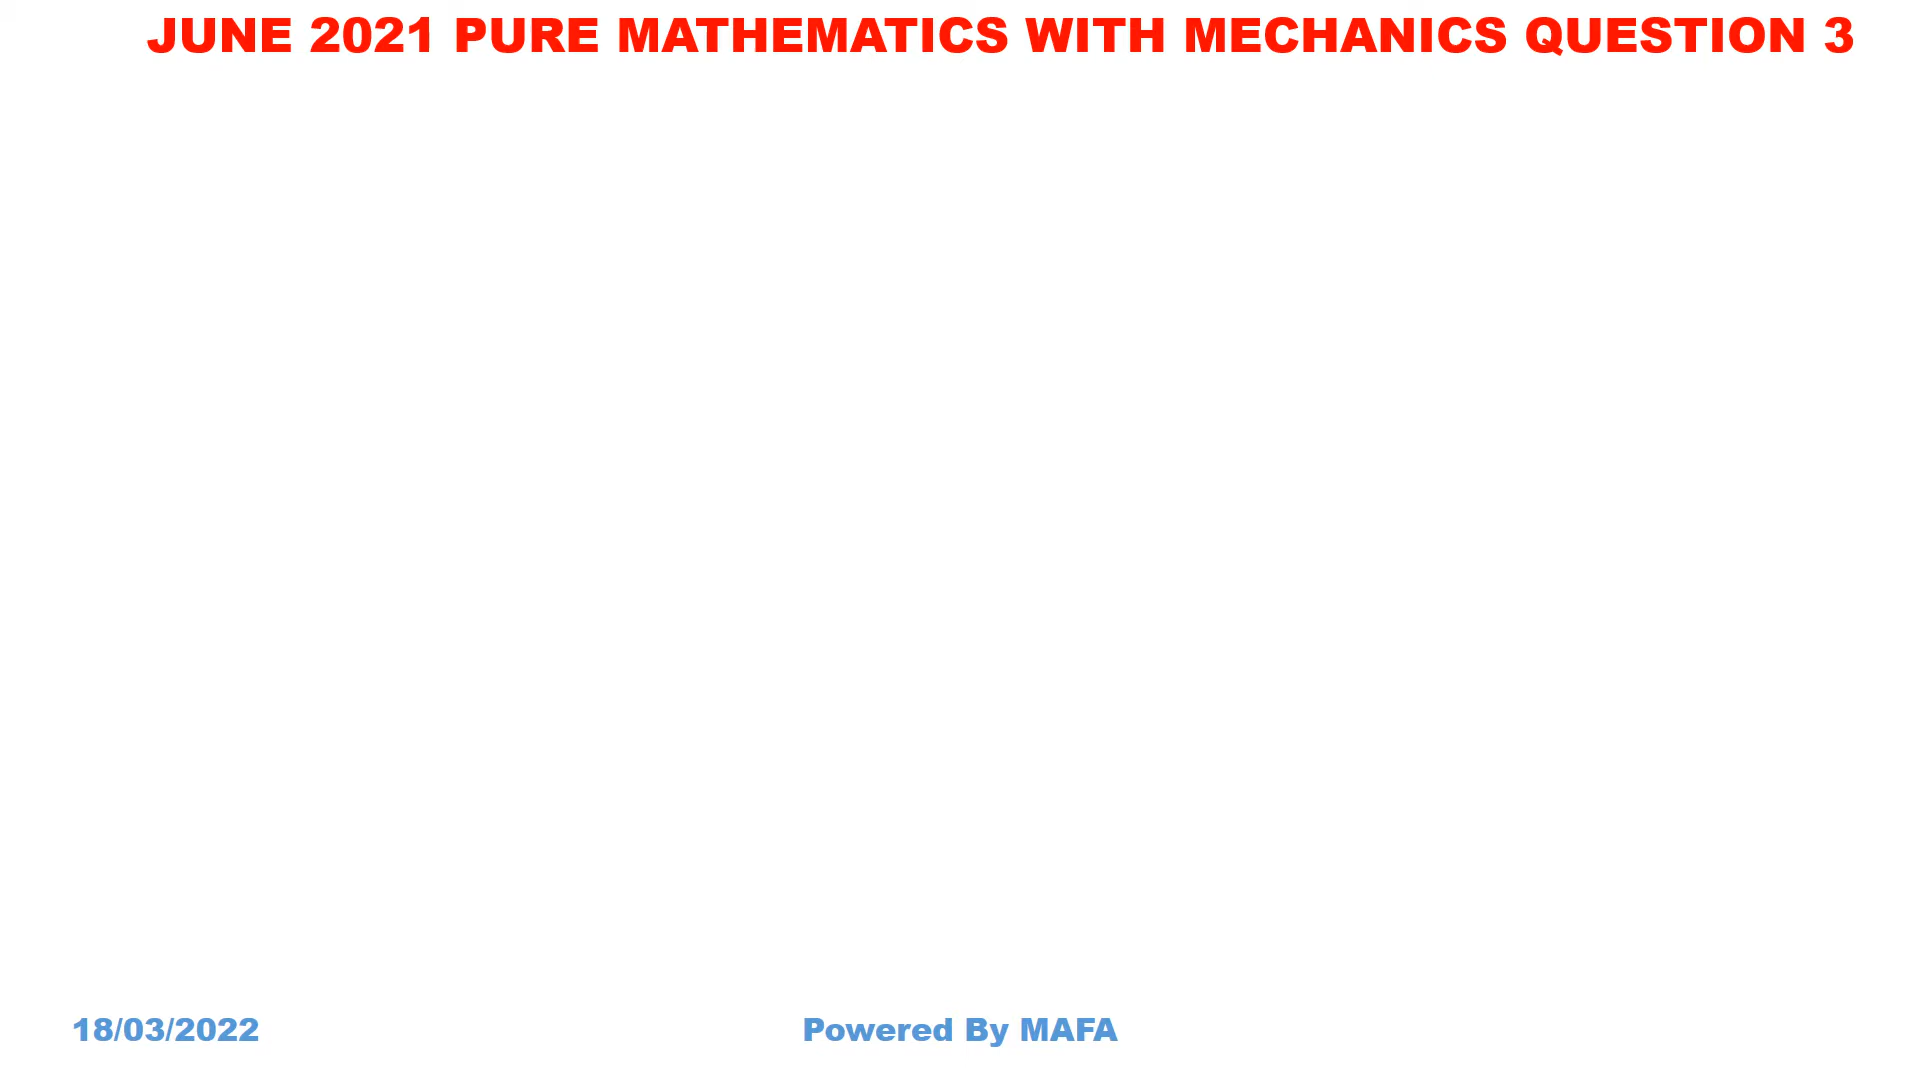 JUNE 2021 PURE MATHEMATICS WITH MECHANICS QUESTION 3
18/03/2022
Powered By MAFA